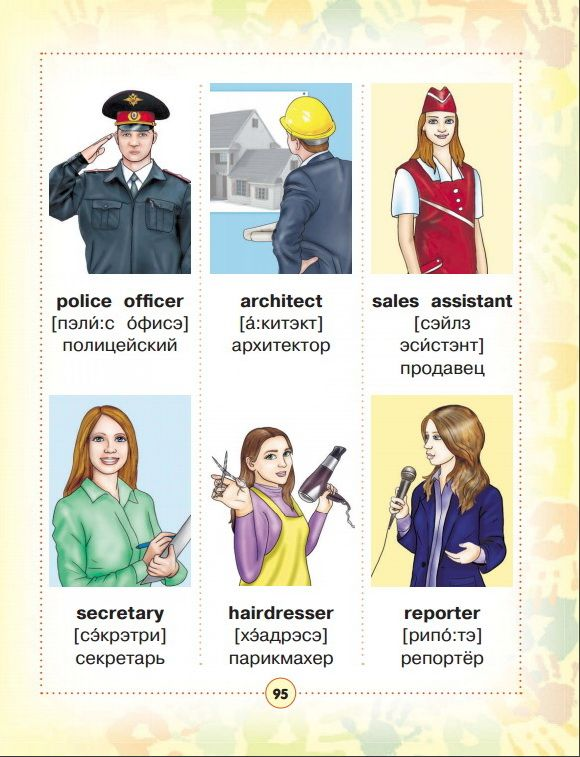 police officer
[пэли́:с о́фисэ]
полицейский
architect
[а́:китэкт]
архитектор
sales assistant
[сэйлз
эси́стэнт]
продавец
secretary
[сэ́крэтри]
секретарь
hairdresser
[хэ́адрэсэ]
парикмахер
reporter
[рипо́:тэ]
репортёр
95